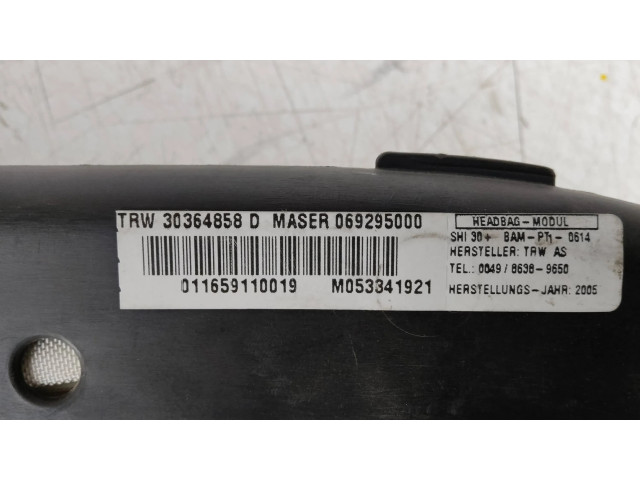 TRW 30364858 D MASER 069295000
011659110019 M053341921
HEADBAG-MODUL
SHI 30+ BAM-PT1-0614
HERSTELLER: TRW AS
TEL.: 0049/8638-9650
HERSTELLUNGS-JAHR: 2005